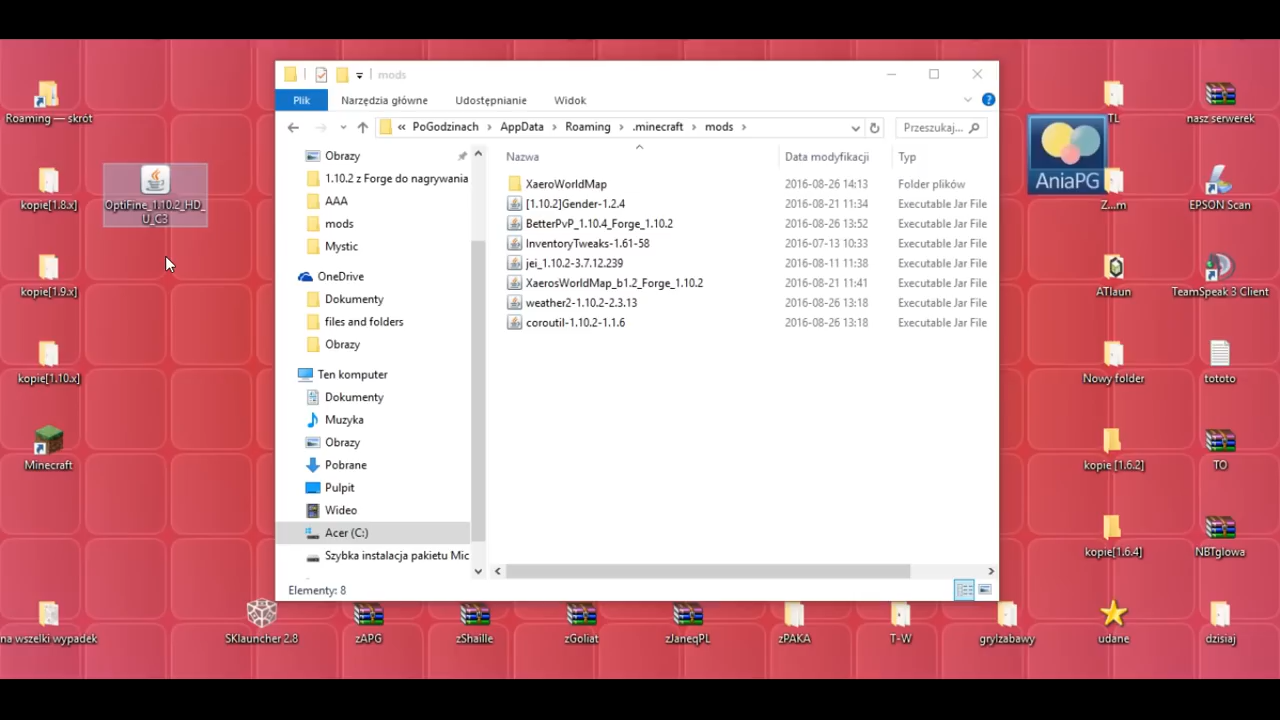 Roaming — skrót
OptiFine_1.10.2_HD_
U_C3
kopie[1.8.x]
kopie[1.9.x]
kopie[1.10.x]
Minecraft
na wszelki wypadek
mods
Plik
Narzędzia główne
Udostępnianie
Widok
« PoGodzinach > AppData > Roaming > .minecraft > mods >
Przeszukaj...
Obrazy
1.10.2 z Forge do nagrywania
AAA
mods
Mystic
OneDrive
Dokumenty
files and folders
Obrazy
Ten komputer
Dokumenty
Muzyka
Obrazy
Pobrane
Pulpit
Wideo
Acer (C:)
Szybka instalacja pakietu Mic
Nazwa Data modyfikacji Typ
XaeroWorldMap 2016-08-26 14:13 Folder plików
[1.10.2]Gender-1.2.4 2016-08-21 11:34 Executable Jar File
BetterPvP_1.10.4_Forge_1.10.2 2016-08-26 13:52 Executable Jar File
InventoryTweaks-1.61-58 2016-07-13 10:33 Executable Jar File
jei_1.10.2-3.7.12.239 2016-08-11 11:38 Executable Jar File
XaerosWorldMap_b1.2_Forge_1.10.2 2016-08-21 11:41 Executable Jar File
weather2-1.10.2-2.3.13 2016-08-26 13:18 Executable Jar File
coroutil-1.10.2-1.1.6 2016-08-26 13:18 Executable Jar File
Elementy: 8
TL
nasz serwerek
AniaPG
Z...m
EPSON Scan
ATlaun
TeamSpeak 3 Client
Nowy folder
tototo
kopie [1.6.2]
TO
kopie[1.6.4]
NBTglowa
SKlauncher 2.8
zAPG
zShaille
zGoliat
zJaneqPL
zPAKA
T-W
gryIzabawy
udane
dzisiaj